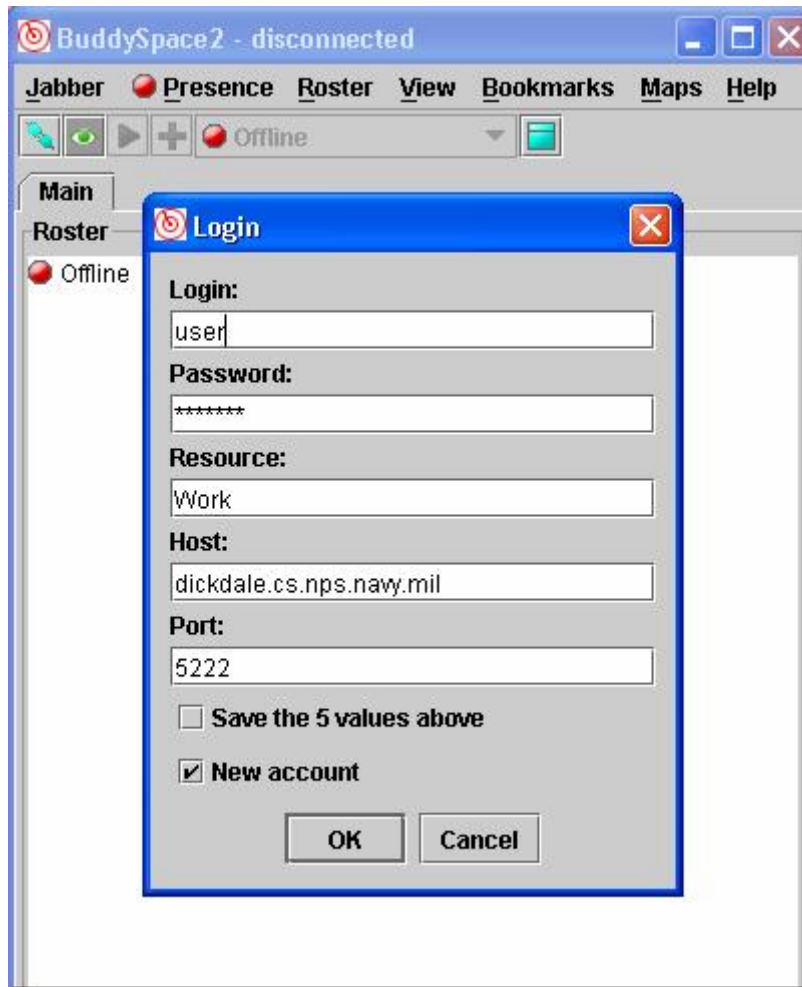 BuddySpace2 - disconnected
Jabber Presence Roster View Bookmarks Maps Help
Offline
Main
Roster
Offline
Login
Login:
user
Password:
*******
Resource:
Work
Host:
dickdale.cs.nps.navy.mil
Port:
5222
Save the 5 values above
New account
OK Cancel